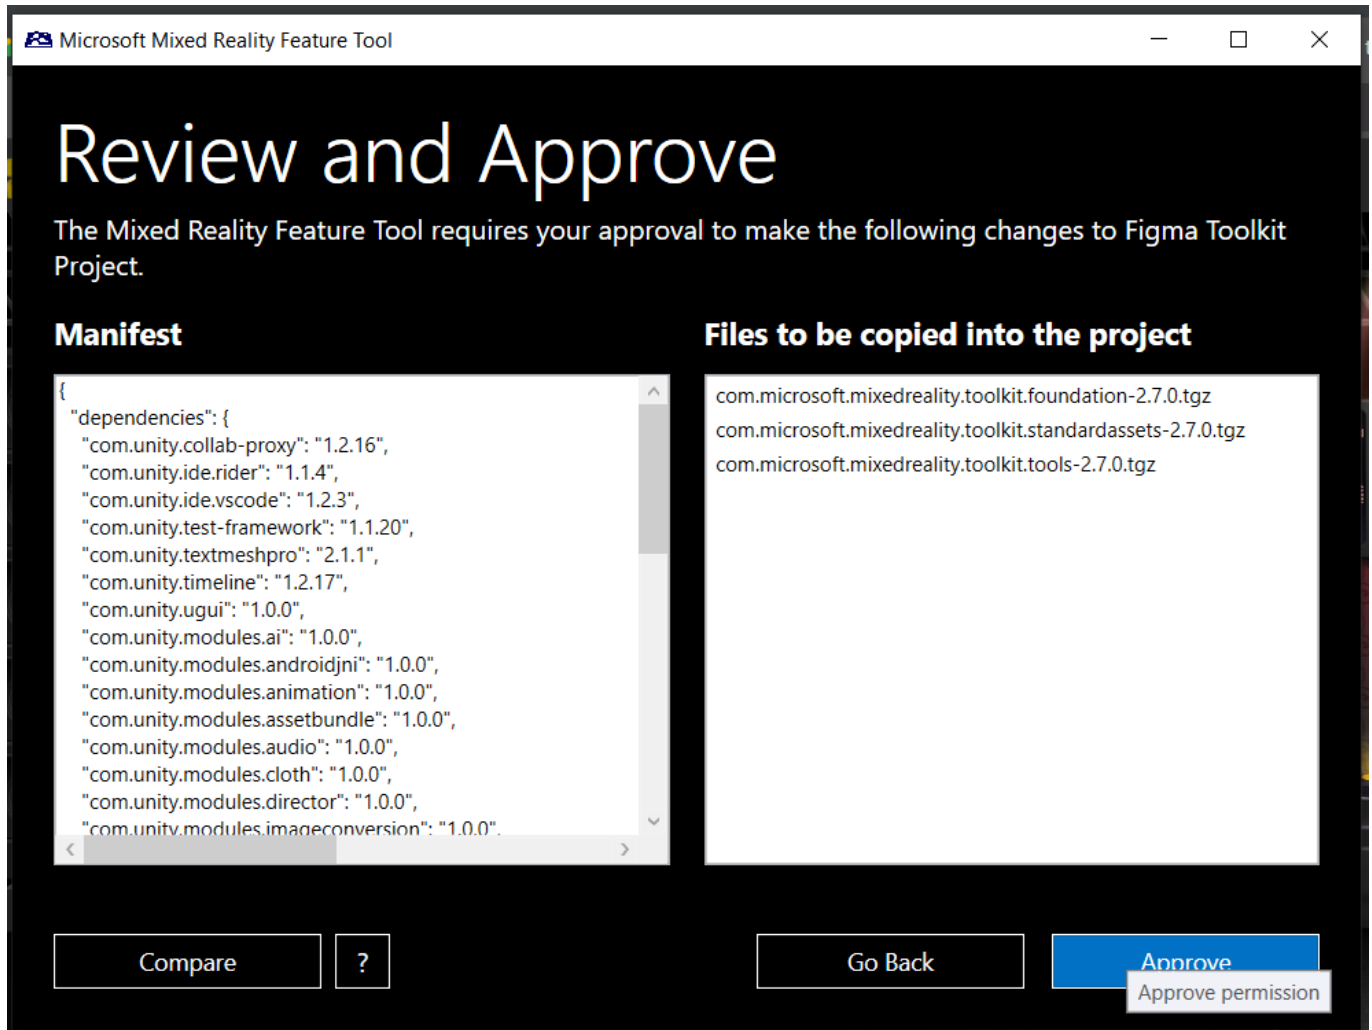 Microsoft Mixed Reality Feature Tool
Review and Approve
The Mixed Reality Feature Tool requires your approval to make the following changes to Figma Toolkit
Project.
Manifest
{
"dependencies": {
"com.unity.collab-proxy": "1.2.16",
"com.unity.ide.rider": "1.1.4",
"com.unity.ide.vscode": "1.2.3",
"com.unity.test-framework": "1.1.20",
"com.unity.textmeshpro": "2.1.1",
"com.unity.timeline": "1.2.17",
"com.unity.ugui": "1.0.0",
"com.unity.modules.ai": "1.0.0",
"com.unity.modules.androidjni": "1.0.0",
"com.unity.modules.animation": "1.0.0",
"com.unity.modules.assetbundle": "1.0.0",
"com.unity.modules.audio": "1.0.0",
"com.unity.modules.cloth": "1.0.0",
"com.unity.modules.director": "1.0.0",
"com.unity.modules.imageconversion": "1.0.0",
Files to be copied into the project
com.microsoft.mixedreality.toolkit.foundation-2.7.0.tgz
com.microsoft.mixedreality.toolkit.standardassets-2.7.0.tgz
com.microsoft.mixedreality.toolkit.tools-2.7.0.tgz
Compare
?
Go Back
Approve
Approve permission